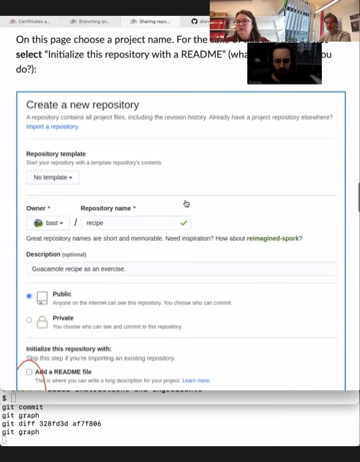 Certificates a...
Branching an...
Sharing repo...
On this page choose a project name. For the
select "Initialize this repository with a README" (wha
ou
do?):
Create a new repository
A repository contains all project files, including the revision history. Already have a project repository elsewhere?
Import a repository.
Repository template
Start your repository with a template repository's contents.
No template
Owner * Repository name *
bast / recipe
Great repository names are short and memorable. Need inspiration? How about reimagined-spork?
Description (optional)
Guacamole recipe as an exercise.
Public
Anyone on the internet can see this repository. You choose who can commit.
Private
You choose who can see and commit to this repository.
Initialize this repository with:
Skip this step if you're importing an existing repository.
Add a README file
This is where you can write a long description for your project. Learn more.
$
git commit
git graph
git diff 328fd3d af7f806
git graph